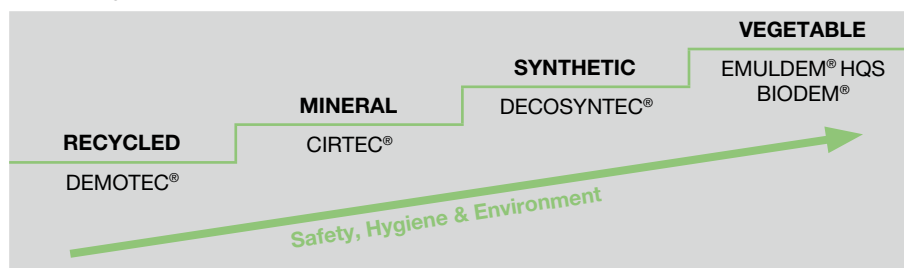 VEGETABLE
EMULDEM® HQS
BIODEM®
SYNTHETIC
DECOSYNTEC®
MINERAL
CIRTEC®
RECYCLED
DEMOTEC®
Safety, Hygiene & Environment